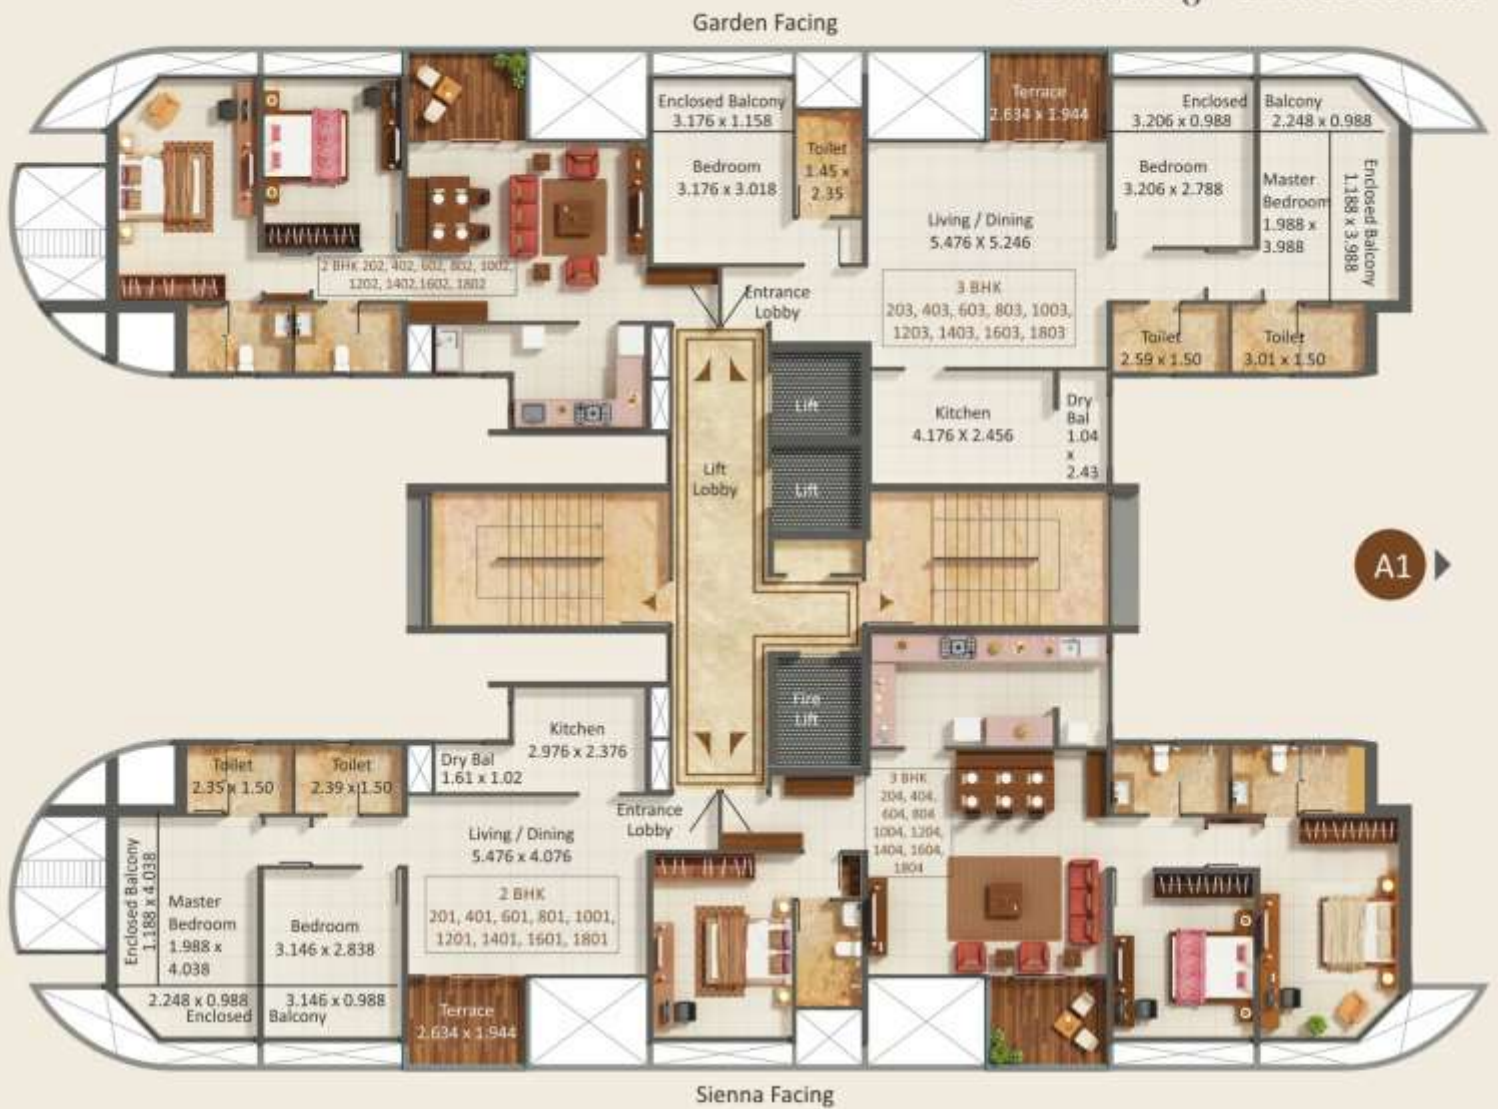 Garden Facing
Enclosed Balcony
3.176 x 1.158
Bedroom
3.176 x 3.018
Toilet
1.45 x
2.35
Terrace
2.634 x 1.944
Enclosed
3.206 x 0.988
Balcony
2.248 x 0.988
Bedroom
3.206 x 2.788
Master
Bedroom
1.988 x
3.988
Enclosed Balcony
1.188 x 3.988
Living / Dining
5.476 X 5.246
2 BHK 202, 402, 602, 802, 1002,
1202, 1402,1602, 1802
Entrance
Lobby
3 BHK
203, 403, 603, 803, 1003,
1203, 1403, 1603, 1803
Toilet
2.59 x 1.50
Toilet
3.01 x 1.50
Lift
Kitchen
4.176 X 2.456
Dry
Bal
1.04
x
2.43
Lift
Lobby
Lift
A1
Fire
Lift
Kitchen
2.976 x 2.376
Dry Bal
1.61 x 1.02
Toilet
2.35 x 1.50
Toilet
2.39 x 1.50
Entrance
Lobby
Living / Dining
5.476 x 4.076
3 BHK
204, 404,
604, 804
1004, 1204,
1404, 1604,
1804
Enclosed Balcony
1.188 x 4.038
Master
Bedroom
1.988 x
4.038
Bedroom
3.146 x 2.838
2 BHK
201, 401, 601, 801, 1001,
1201, 1401, 1601, 1801
2.248 x 0.988
Enclosed
3.146 x 0.988
Balcony
Terrace
2.634 x 1.944
Sienna Facing